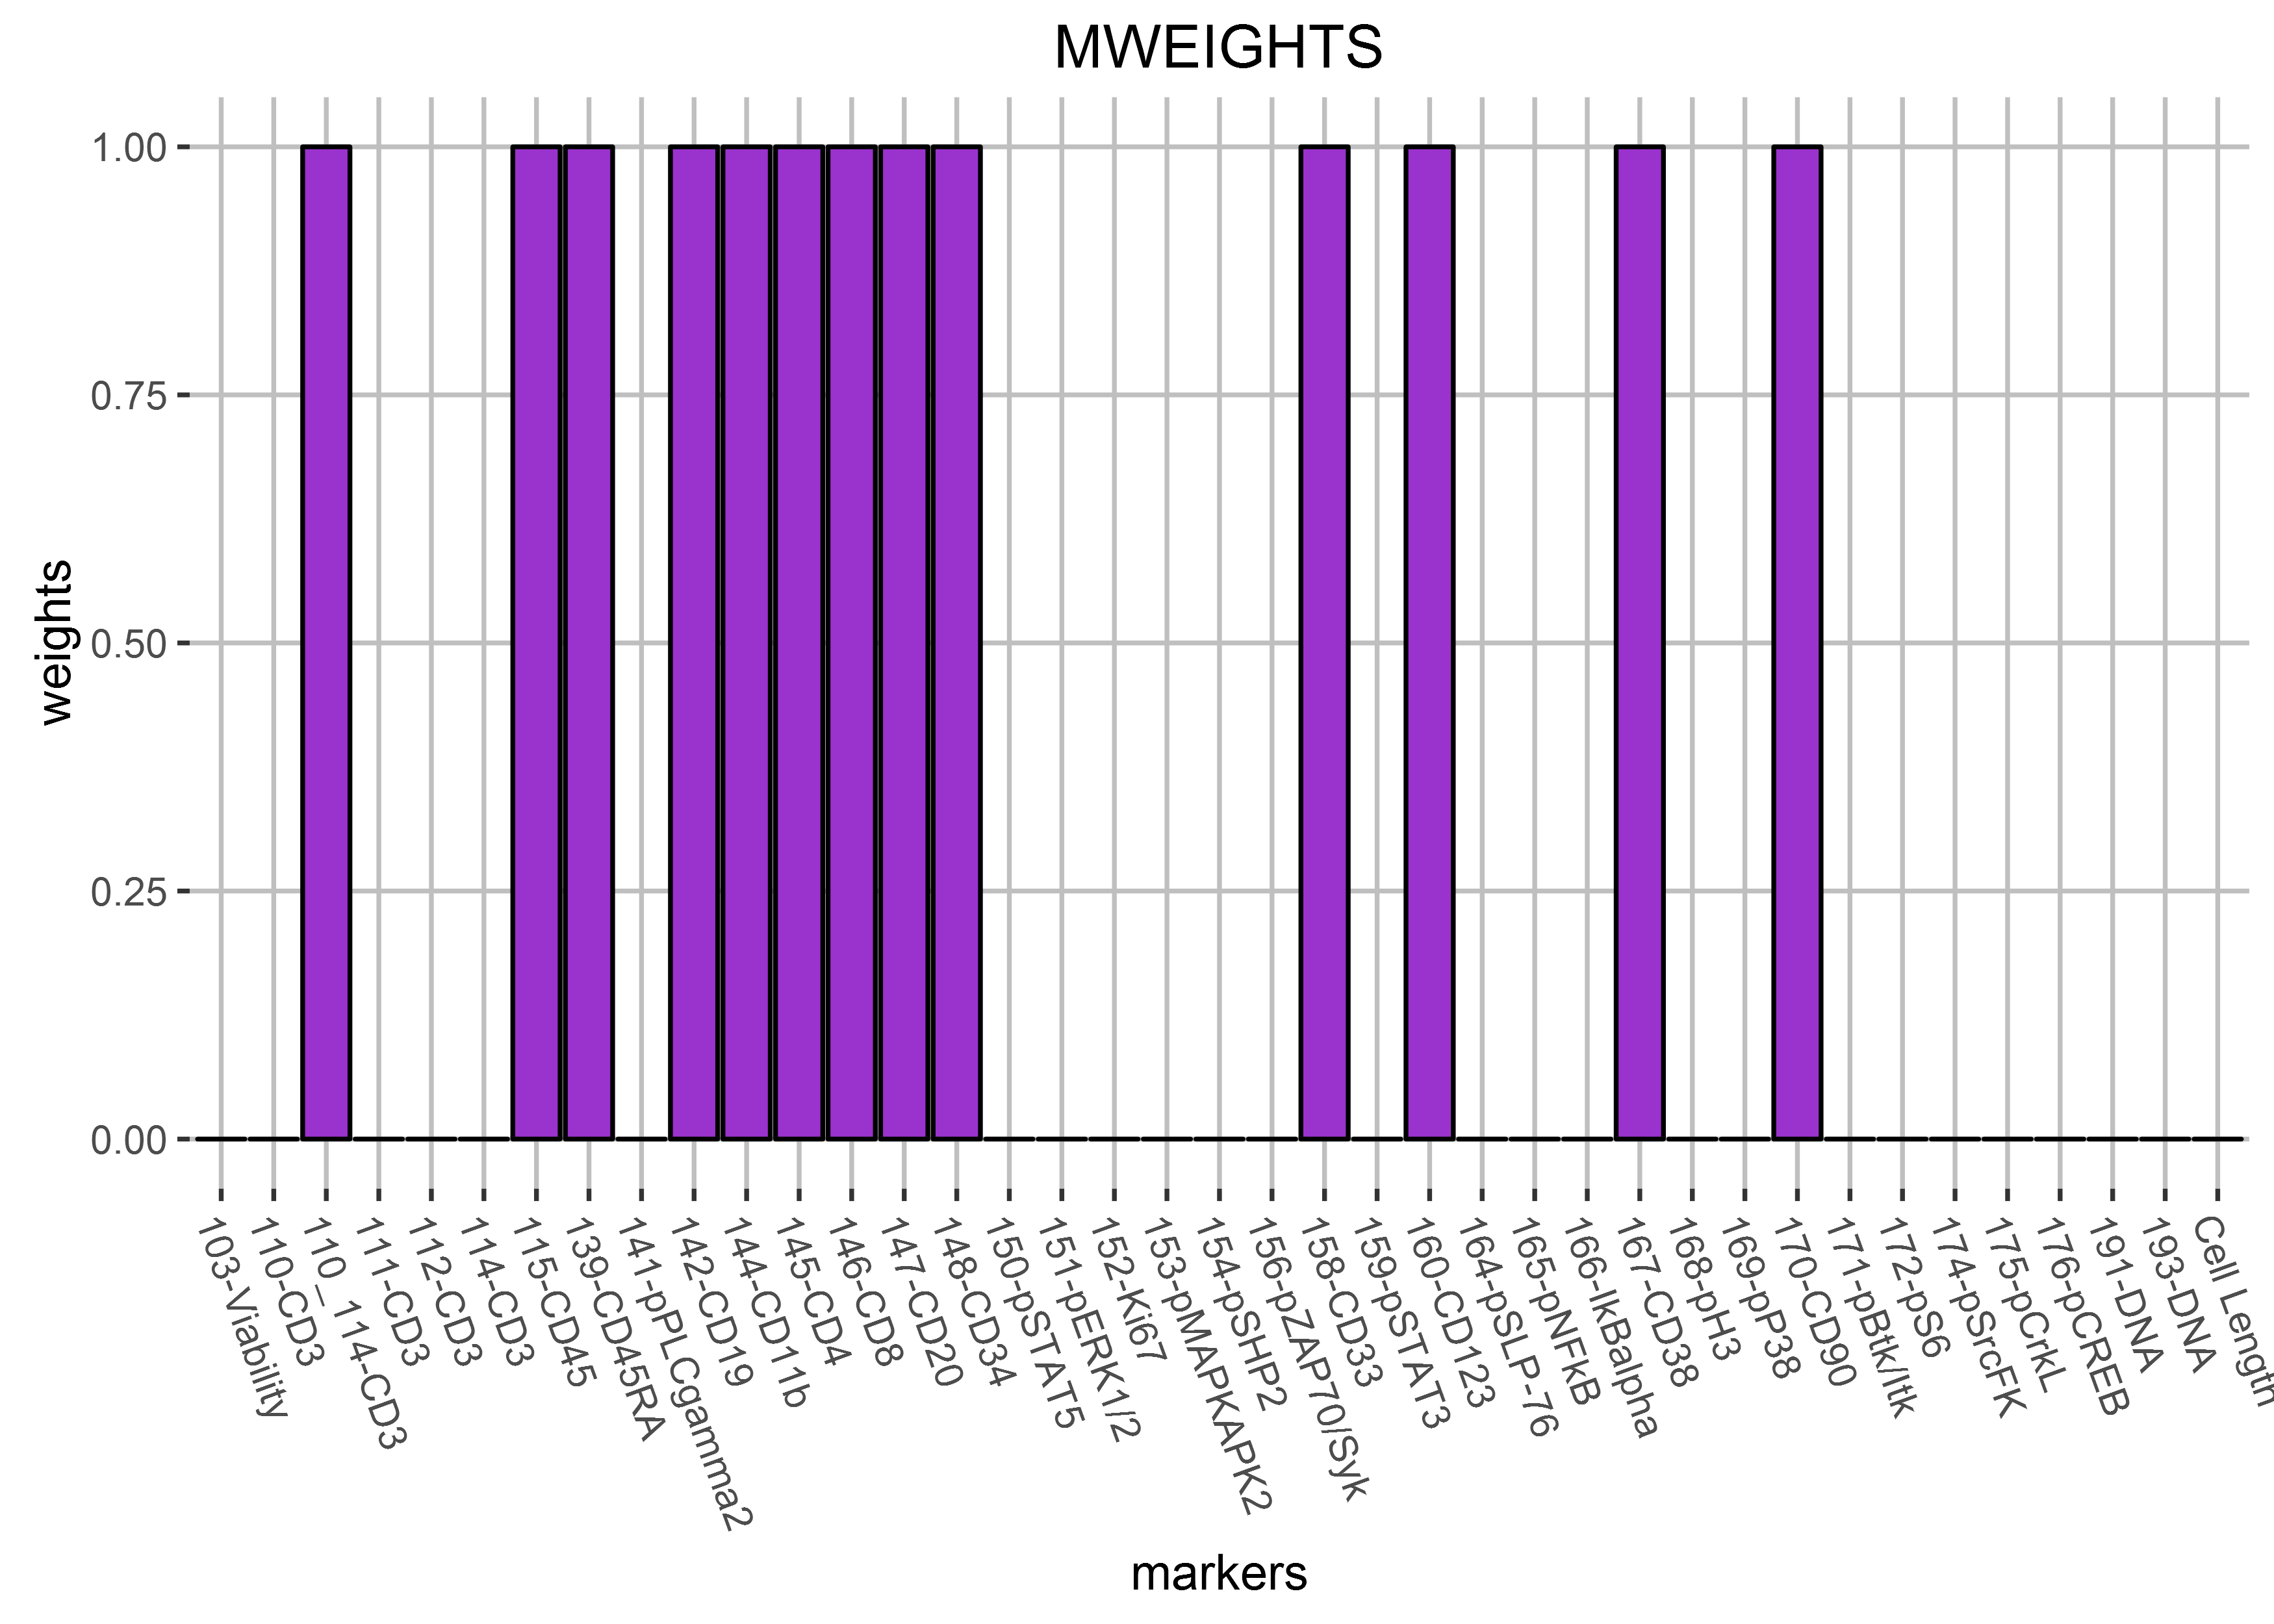 MWEIGHTS
weights
1.00
0.75
0.50
0.25
0.00
103-Viability
110-CD3
110_114-CD3
111-CD3
112-CD3
114-CD3
115-CD45
139-CD45RA
141-pPLCgamma2
142-CD19
144-CD11b
145-CD4
146-CD8
147-CD20
148-CD34
150-pSTAT5
151-pERK1/2
152-Ki67
153-pMAPKAPK2
154-pSHP2
156-pZAP70/Syk
158-CD33
159-pSTAT3
160-CD123
164-pSLP-76
165-pNFkB
166-IkBalpha
167-CD38
168-pH3
169-pP38
170-CD90
171-pBtk/Itk
172-pS6
174-pSrcFK
175-pCrkL
176-pCREB
191-DNA
193-DNA
Cell Length
markers